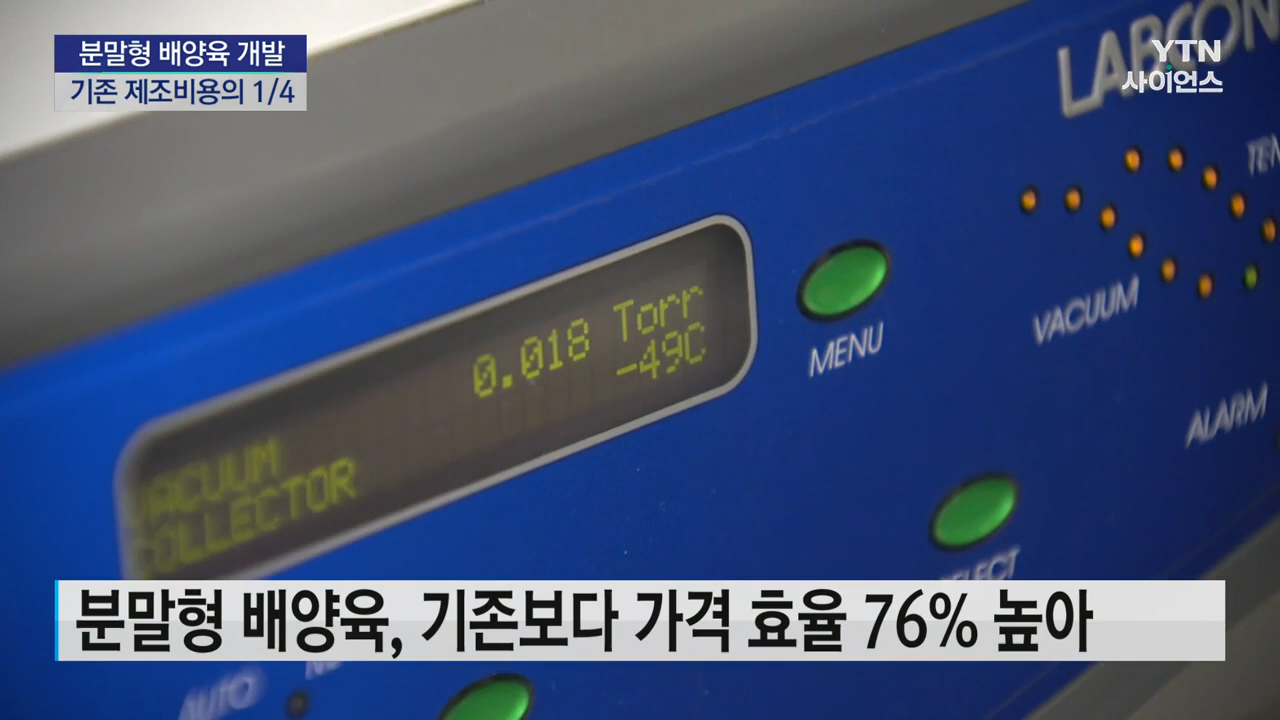 분말형 배양육 개발
기존 제조비용의 1/4
YTN
사이언스
LABCON
VACUUM
MENU
ALARM
0.018 Torr
-49C
VACUUM
COLLECTOR
분말형 배양육, 기존보다 가격 효율 76% 높아
AUTO